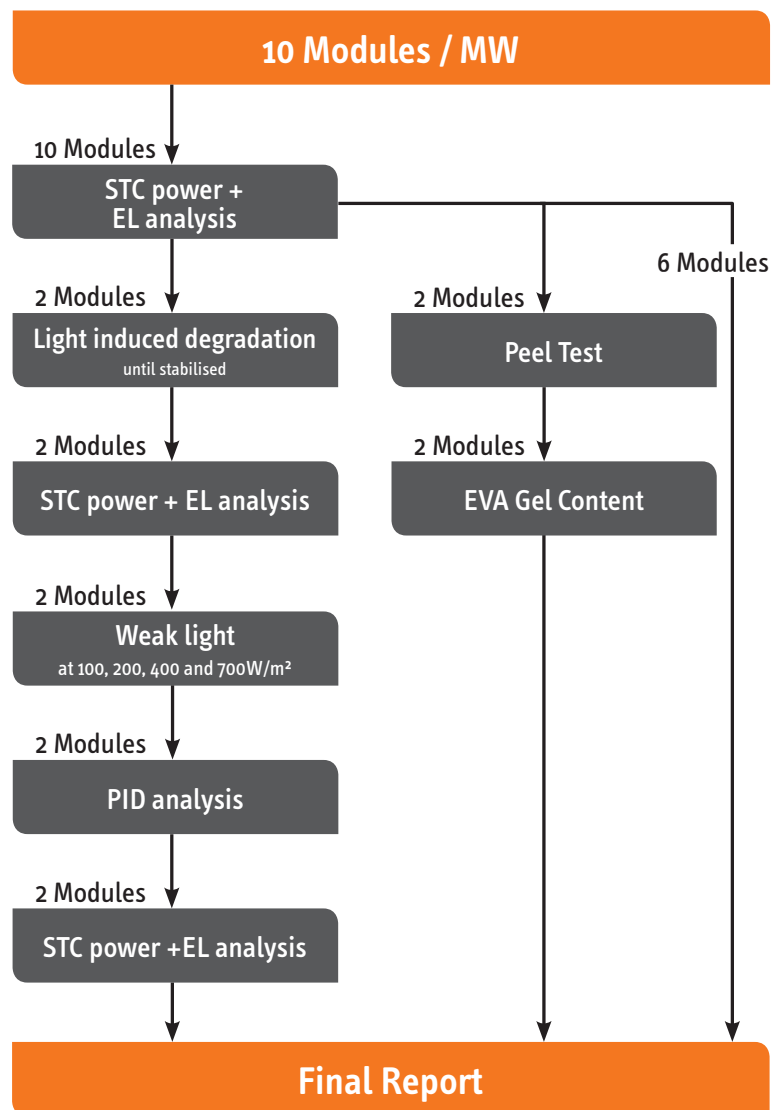 10 Modules / MW
10 Modules
STC power +
EL analysis
6 Modules
2 Modules
Light induced degradation
until stabilised
2 Modules
Peel Test
2 Modules
STC power + EL analysis
2 Modules
EVA Gel Content
2 Modules
Weak light
at 100, 200, 400 and 700W/m²
2 Modules
PID analysis
2 Modules
STC power +EL analysis
Final Report